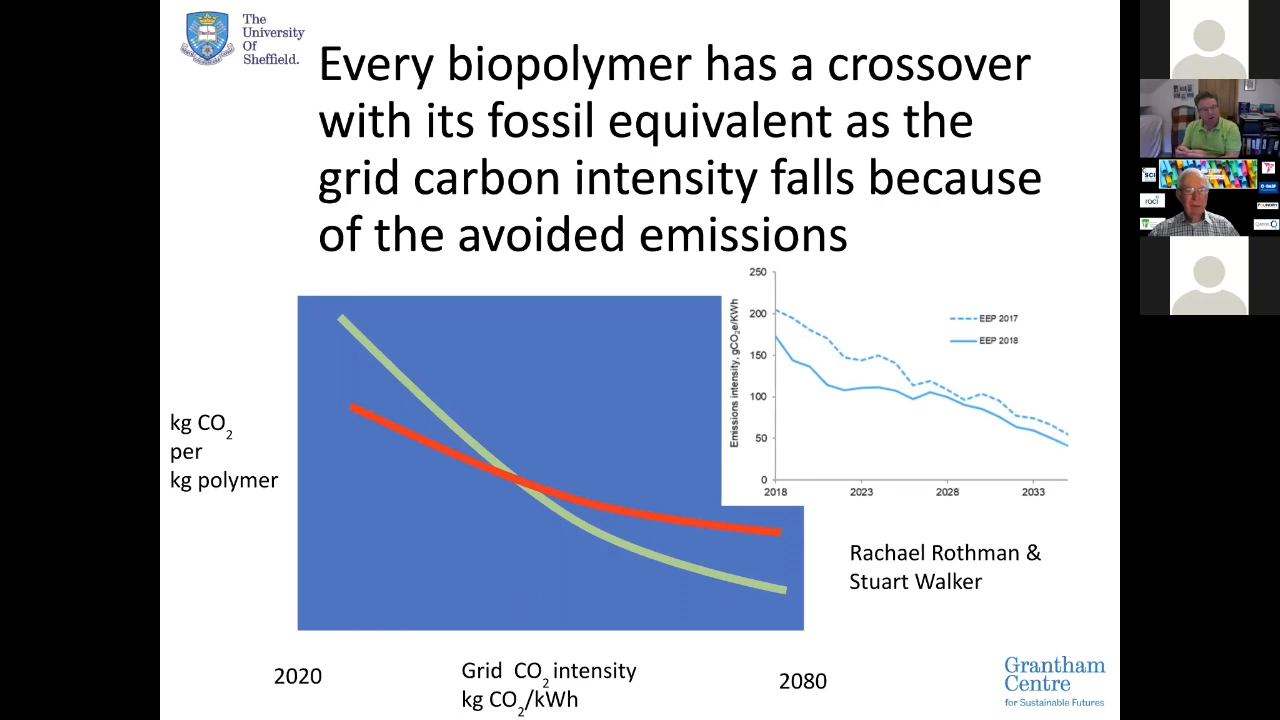 The
University
Of
Sheffield.
Every biopolymer has a crossover
with its fossil equivalent as the
grid carbon intensity falls because
of the avoided emissions
kg CO2
per
kg polymer
250
200
150
100
50
0
Emissions intensity, gCO2e/KWh
EEP 2017
EEP 2018
2018
2023
2028
2033
Rachael Rothman &
Stuart Walker
2020
Grid CO2 intensity
kg CO2/kWh
2080
Grantham
Centre
for Sustainable Futures
SCI
raci
BASF